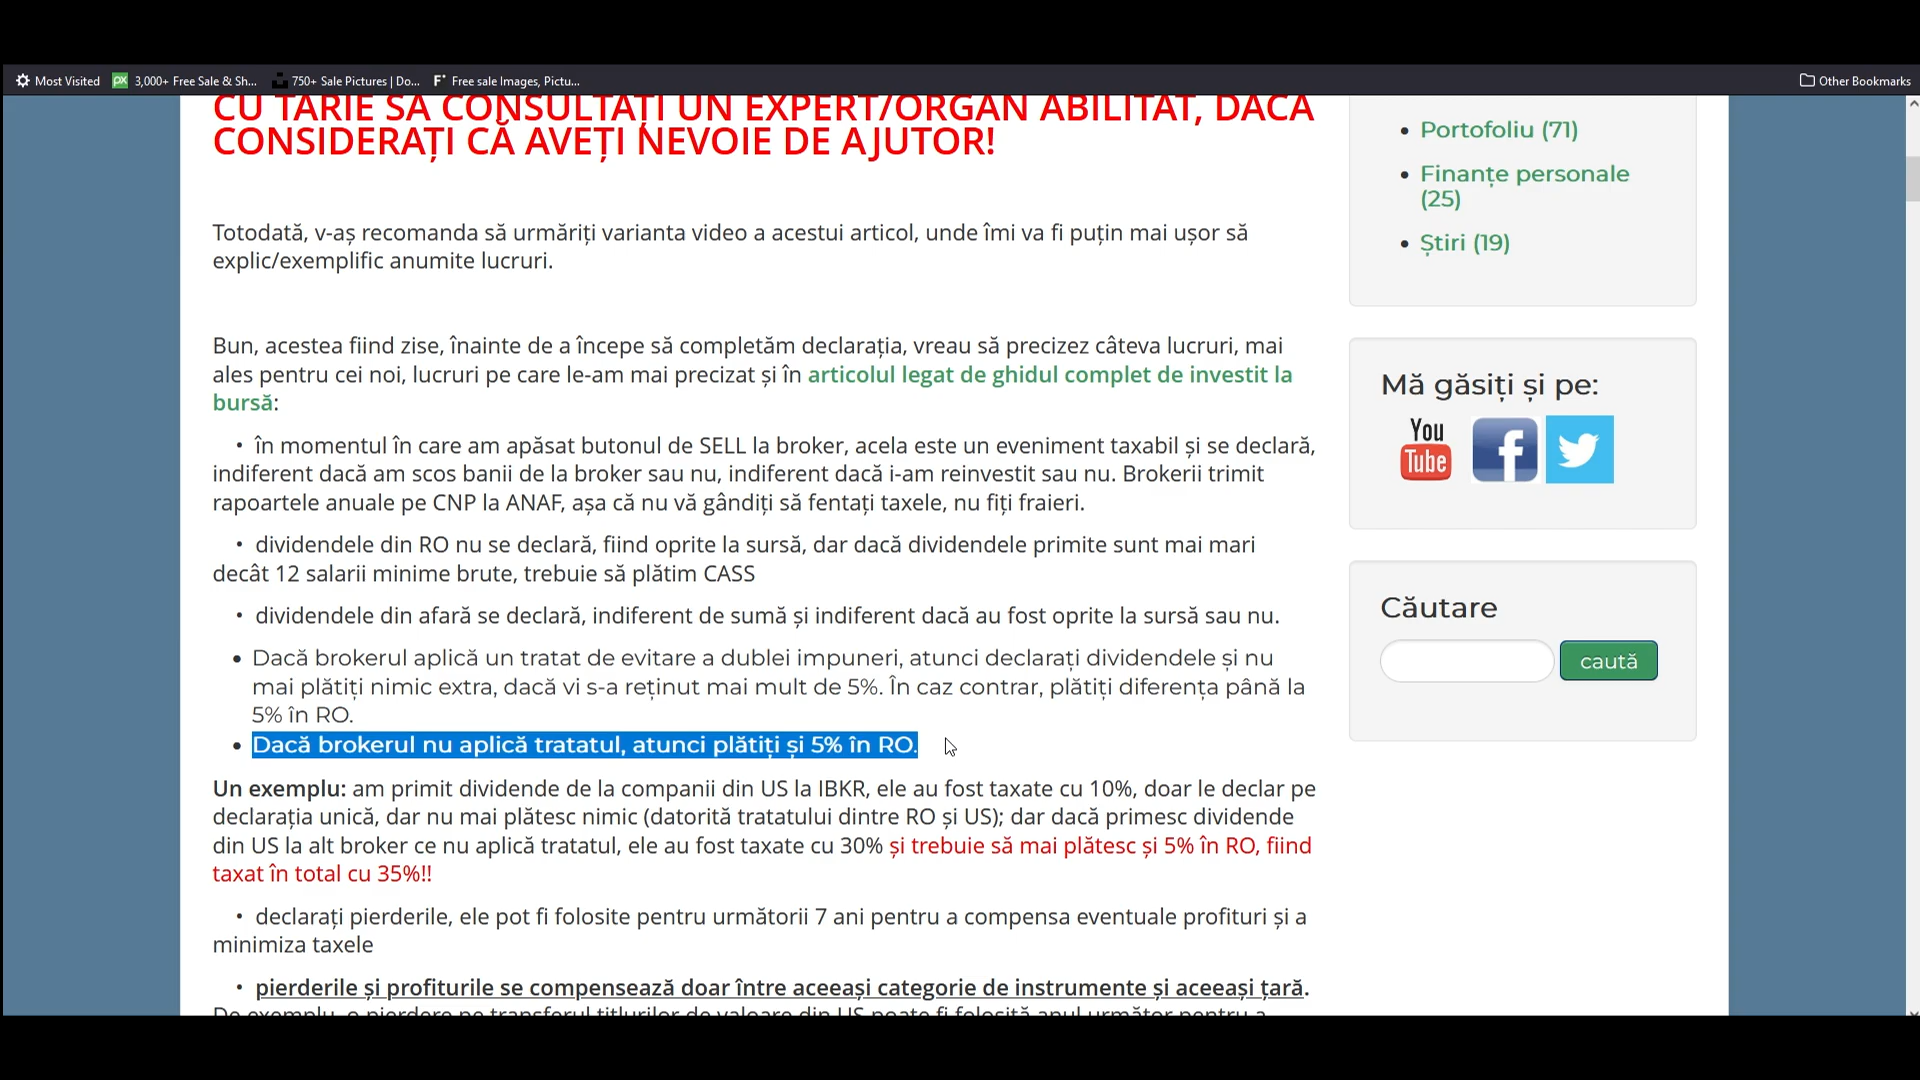 Most Visited
3,000+ Free Sale & Sh...
750+ Sale Pictures | Do...
Free sale Images, Pictu...
Other Bookmarks
CU TĂRIE SĂ CONSULTAȚI UN EXPERT/ORGAN ABILITAT, DACĂ
CONSIDERAȚI CĂ AVEȚI NEVOIE DE AJUTOR!
Totodată, v-aș recomanda să urmăriți varianta video a acestui articol, unde îmi va fi puțin mai ușor să
explic/exemplific anumite lucruri.
Bun, acestea fiind zise, înainte de a începe să completăm declarația, vreau să precizez câteva lucruri, mai
ales pentru cei noi, lucruri pe care le-am mai precizat și în articolul legat de ghidul complet de investit la
bursă:
• în momentul în care am apăsat butonul de SELL la broker, acela este un eveniment taxabil și se declară,
indiferent dacă am scos banii de la broker sau nu, indiferent dacă i-am reinvestit sau nu. Brokerii trimit
rapoartele anuale pe CNP la ANAF, așa că nu vă gândiți să fentați taxele, nu fiți fraieri.
• dividendele din RO nu se declară, fiind oprite la sursă, dar dacă dividendele primite sunt mai mari
decât 12 salarii minime brute, trebuie să plătim CASS
• dividendele din afară se declară, indiferent de sumă și indiferent dacă au fost oprite la sursă sau nu.
• Dacă brokerul aplică un tratat de evitare a dublei impuneri, atunci declarați dividendele și nu
mai plătiți nimic extra, dacă vi s-a reținut mai mult de 5%. În caz contrar, plătiți diferența până la
5% în RO.
• Dacă brokerul nu aplică tratatul, atunci plătiți și 5% în RO.
Un exemplu: am primit dividende de la companii din US la IBKR, ele au fost taxate cu 10%, doar le declar pe
declarația unică, dar nu mai plătesc nimic (datorită tratatului dintre RO și US); dar dacă primesc dividende
din US la alt broker ce nu aplică tratatul, ele au fost taxate cu 30% și trebuie să mai plătesc și 5% în RO, fiind
taxat în total cu 35%!!
• declarați pierderile, ele pot fi folosite pentru următorii 7 ani pentru a compensa eventuale profituri și a
minimiza taxele
• pierderile și profiturile se compensează doar între aceeași categorie de instrumente și aceeași țară.
De exemplu, o pierdere pe transferul titlurilor de valoare din US poate fi folosită anul următor pentru a
• Portofoliu (71)
• Finanțe personale
(25)
• Știri (19)
Mă găsiți și pe:
You
Tube
Căutare
caută